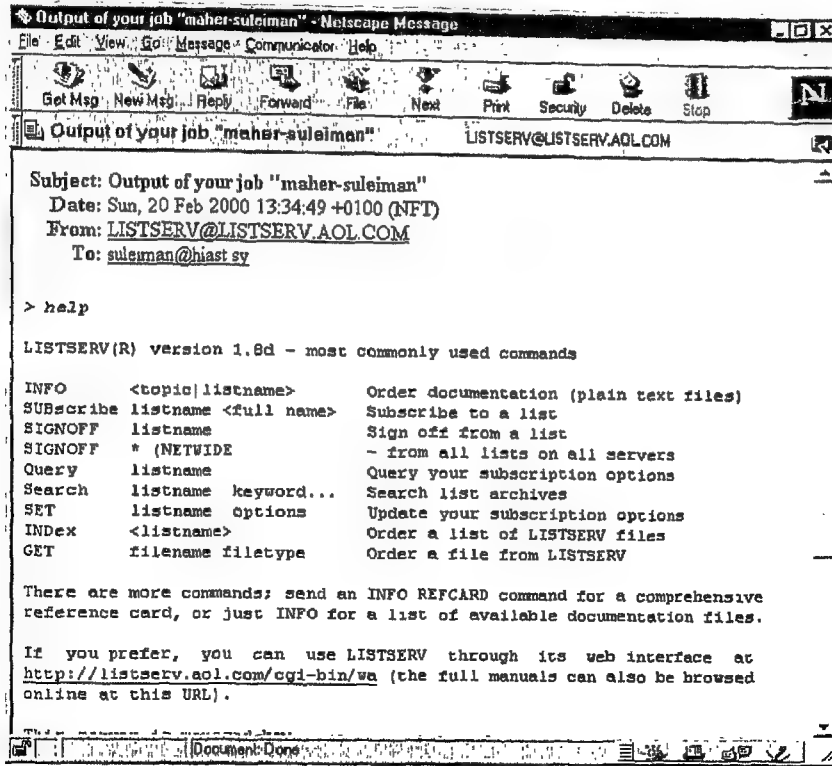 Output of your job "maher-suleiman" - Netscape Message
File Edit View Go Message Communicator Help
Get Msg New Msg Reply Forward File Next Print Security Delete Stop
N
Output of your job "maher-suleiman" LISTSERV@LISTSERV.AOL.COM
Subject: Output of your job "maher-suleiman"
Date: Sun, 20 Feb 2000 13:34:49 +0100 (NFT)
From: LISTSERV@LISTSERV.AOL.COM
To: suleiman@hiast sy
> help
LISTSERV(R) version 1.8d - most commonly used commands
INFO <topic|listname> Order documentation (plain text files)
SUBscribe listname <full name> Subscribe to a list
SIGNOFF listname Sign off from a list
SIGNOFF * (NETWIDE - from all lists on all servers
Query listname Query your subscription options
Search listname keyword... Search list archives
SET listname options Update your subscription options
INDex <listname> Order a list of LISTSERV files
GET filename filetype Order a file from LISTSERV
There are more commands; send an INFO REFCARD command for a comprehensive
reference card, or just INFO for a list of available documentation files.
If you prefer, you can use LISTSERV through its web interface at
http://listserv.aol.com/cgi-bin/wa (the full manuals can also be browsed
online at this URL).
Document: Done